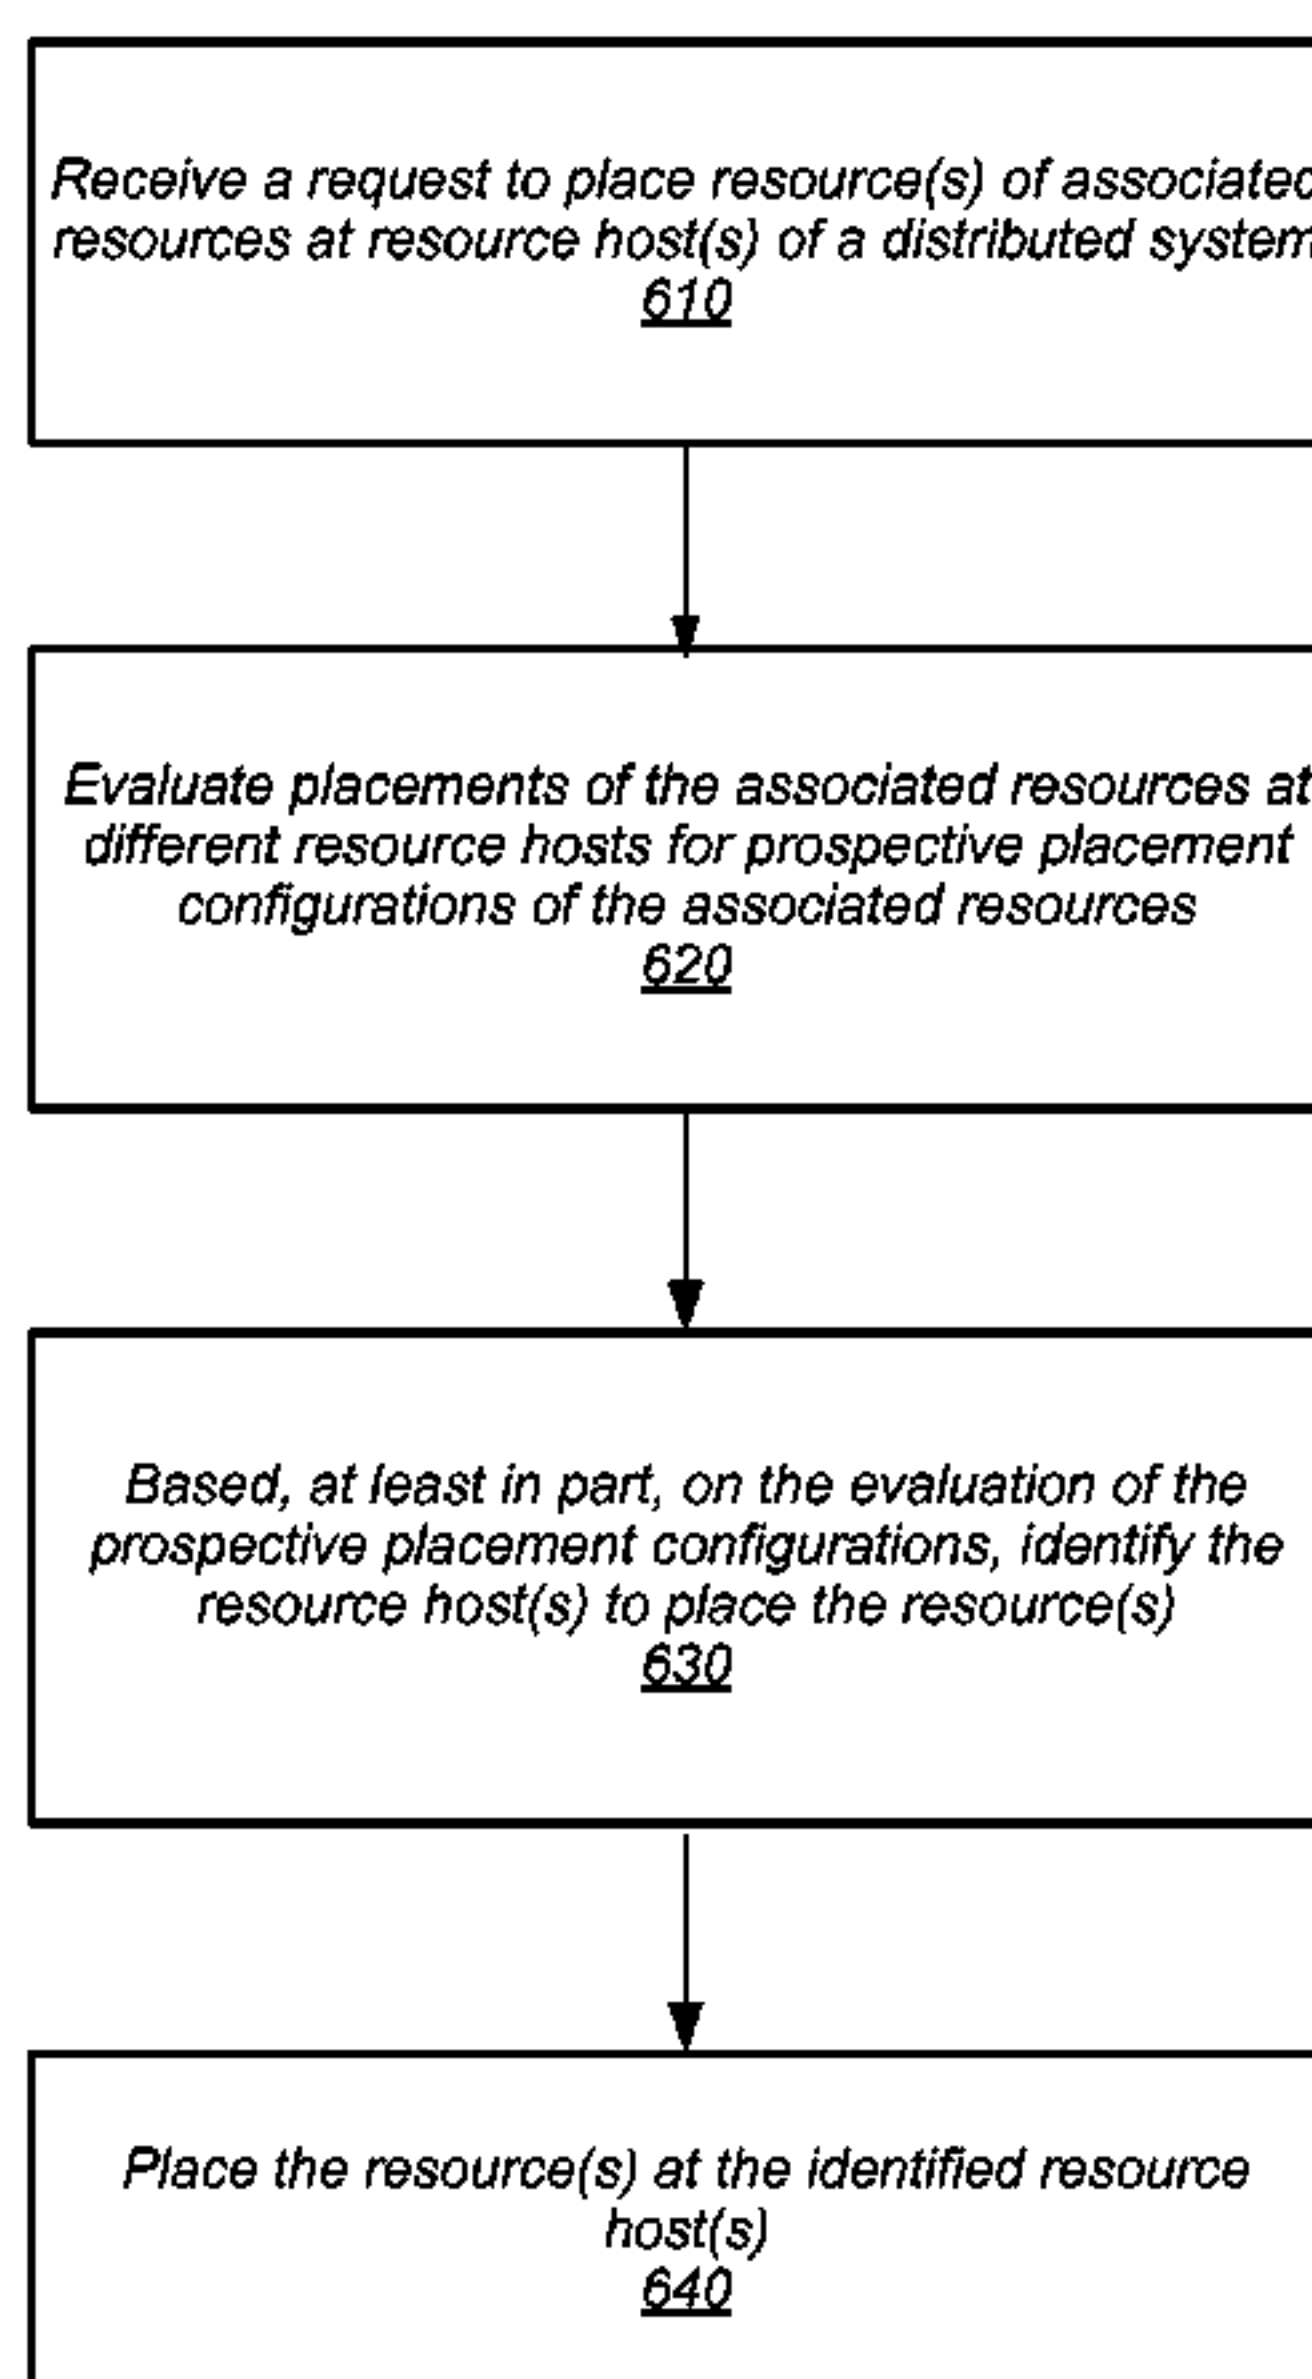 Receive a request to place resource(s) of associated
resources at resource host(s) of a distributed system
610
Evaluate placements of the associated resources at
different resource hosts for prospective placement
configurations of the associated resources
620
Based, at least in part, on the evaluation of the
prospective placement configurations, identify the
resource host(s) to place the resource(s)
630
Place the resource(s) at the identified resource
host(s)
640